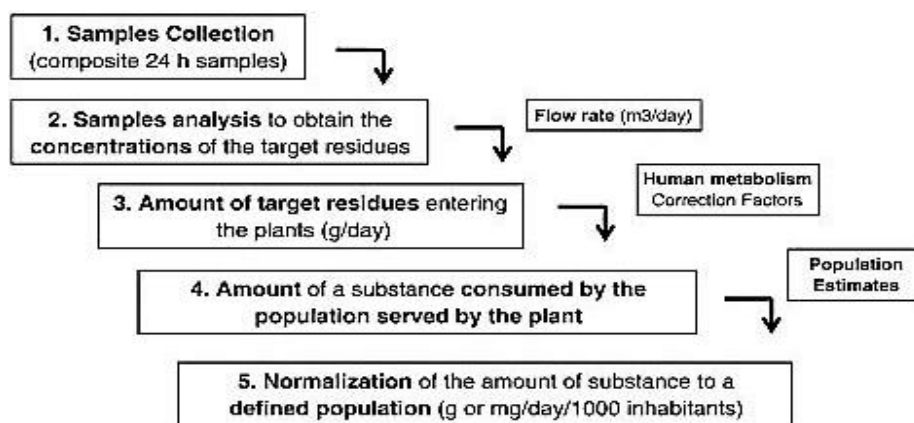 1. Samples Collection
(composite 24 h samples)
2. Samples analysis to obtain the
concentrations of the target residues
Flow rate (m3/day)
3. Amount of target residues entering
the plants (g/day)
Human metabolism
Correction Factors
4. Amount of a substance consumed by the
population served by the plant
Population
Estimates
5. Normalization of the amount of substance to a
defined population (g or mg/day/1000 inhabitants)